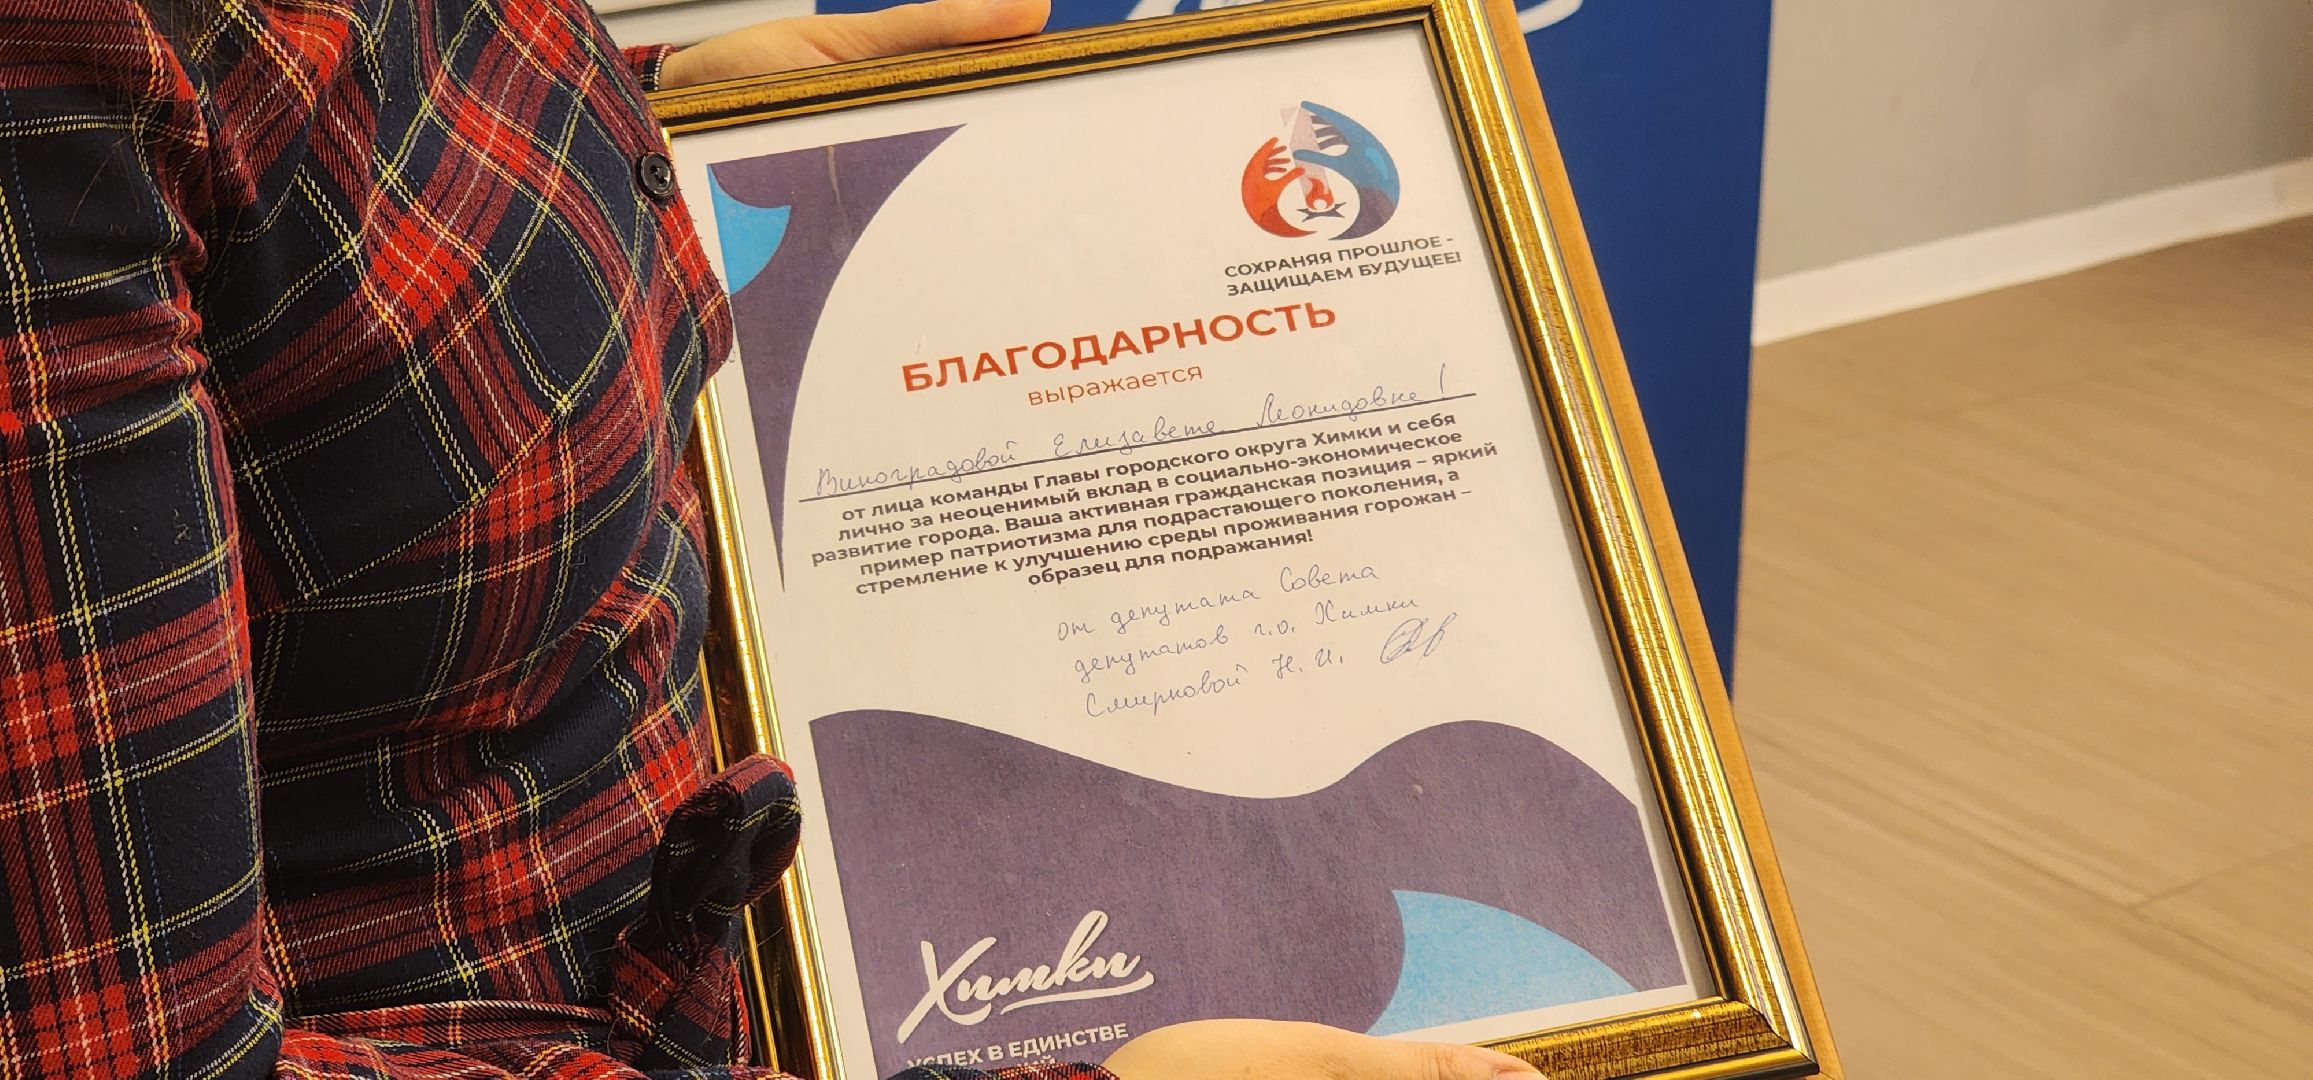 СОХРАНЯЯ ПРОШЛОЕ -
ЗАЩИЩАЕМ БУДУЩЕЕ!
БЛАГОДАРНОСТЬ
выражается
Виноградовой Елизавете Леонидовне !
от лица команды Главы городского округа Химки и себя
лично за неоценимый вклад в социально-экономическое
развитие города. Ваша активная гражданская позиция – яркий
пример патриотизма для подрастающего поколения, а
стремление к улучшению среды проживания горожан –
образец для подражания!
от депутата Совета
депутатов г.о. Химки
Смирновой Н. И.
Химки
УСПЕХ В ЕДИНСТВЕ